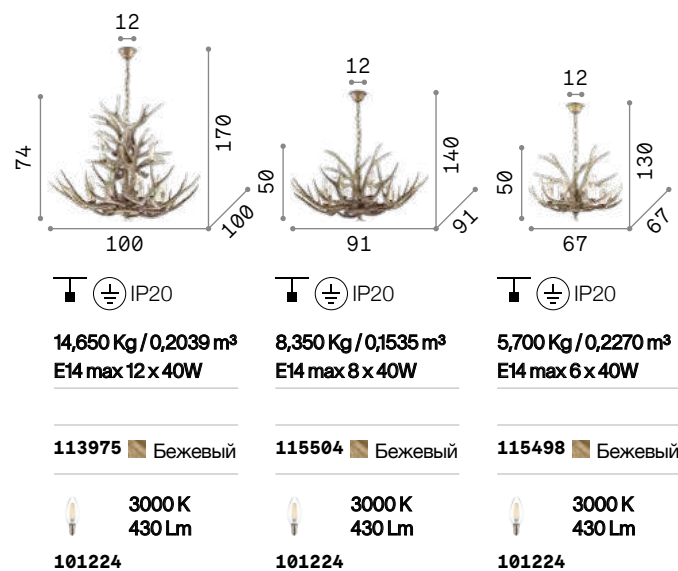 12
74
170
100
100
IP20
14,650 Kg / 0,2039 m³
E14 max 12 x 40W
113975 Бежевый
3000 K
430 Lm
101224
12
50
140
91
91
IP20
8,350 Kg / 0,1535 m³
E14 max 8 x 40W
115504 Бежевый
3000 K
430 Lm
101224
12
50
130
67
67
IP20
5,700 Kg / 0,2270 m³
E14 max 6 x 40W
115498 Бежевый
3000 K
430 Lm
101224